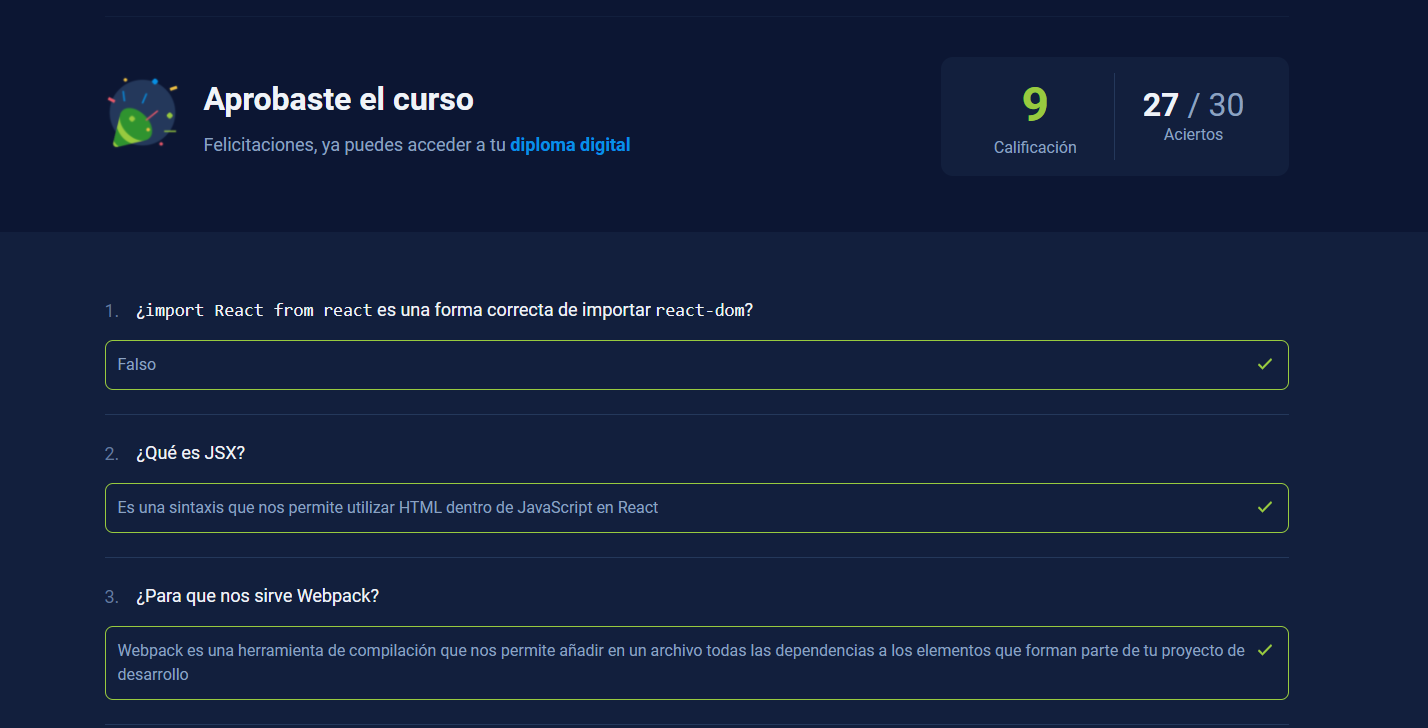 Aprobaste el curso
Felicitaciones, ya puedes acceder a tu diploma digital
9
Calificación
27 / 30
Aciertos
1. ¿import React from react es una forma correcta de importar react-dom?
Falso
2. ¿Qué es JSX?
Es una sintaxis que nos permite utilizar HTML dentro de JavaScript en React
3. ¿Para que nos sirve Webpack?
Webpack es una herramienta de compilación que nos permite añadir en un archivo todas las dependencias a los elementos que forman parte de tu proyecto de
desarrollo